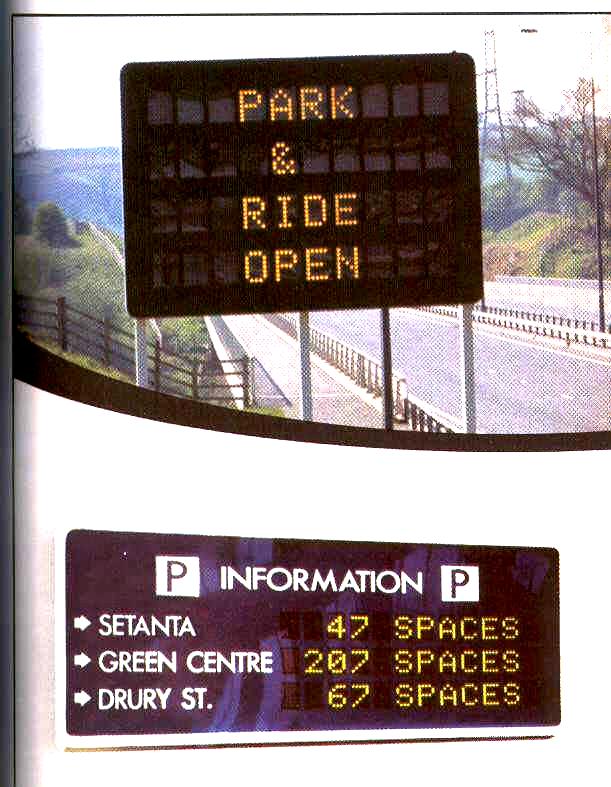 PARK
&
RIDE
OPEN
P INFORMATION P
SETANTA 47 SPACES
GREEN CENTRE 207 SPACES
DRURY ST. 67 SPACES